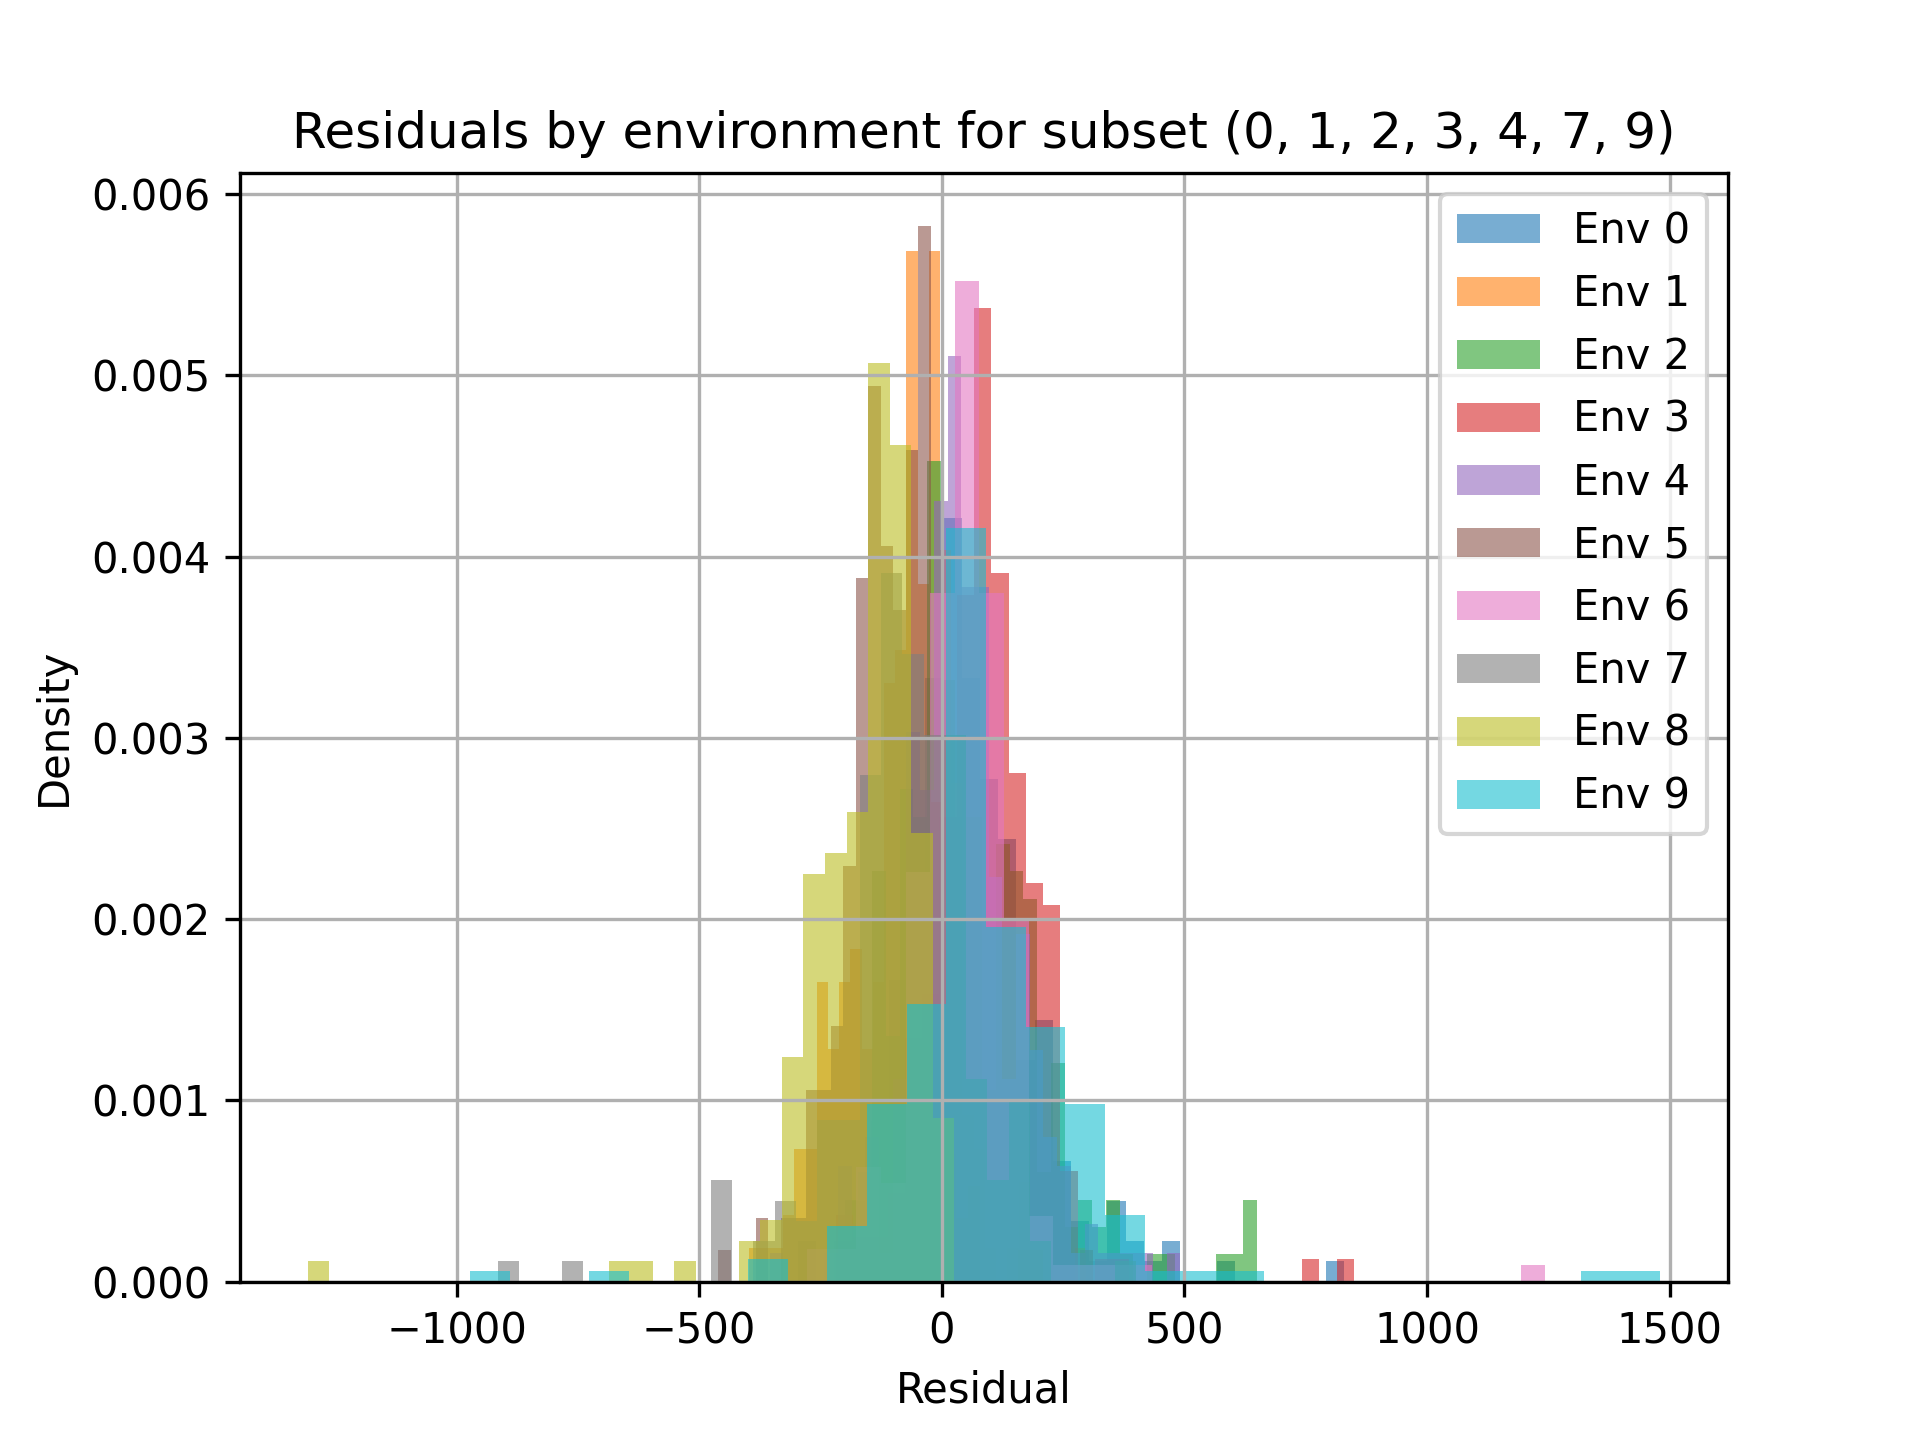 Residuals by environment for subset (0, 1, 2, 3, 4, 7, 9)
0.006
0.005
0.004
0.003
0.002
0.001
0.000
Density
Env 0
Env 1
Env 2
Env 3
Env 4
Env 5
Env 6
Env 7
Env 8
Env 9
−1000 −500 0 500 1000 1500
Residual